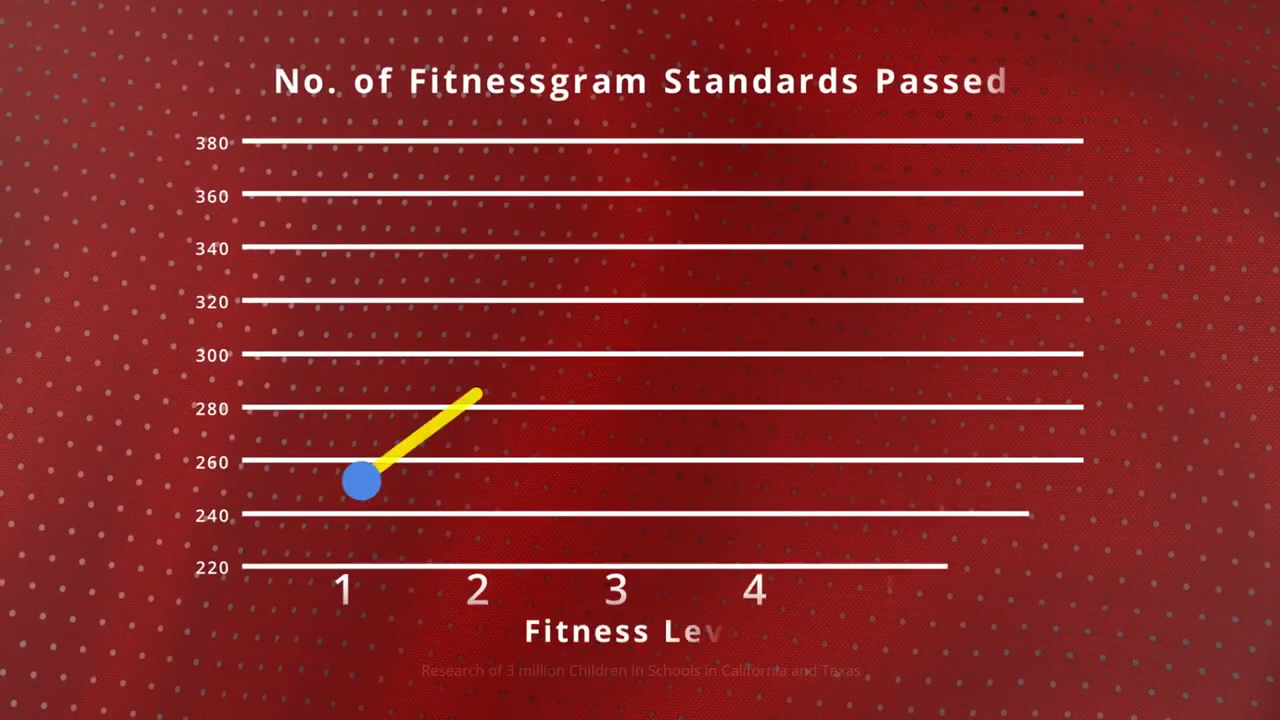 No. of Fitnessgram Standards Passed
380
360
340
320
300
280
260
240
220
1 2 3 4
Fitness Lev
Research of 3 million Children in Schools in California and Texas